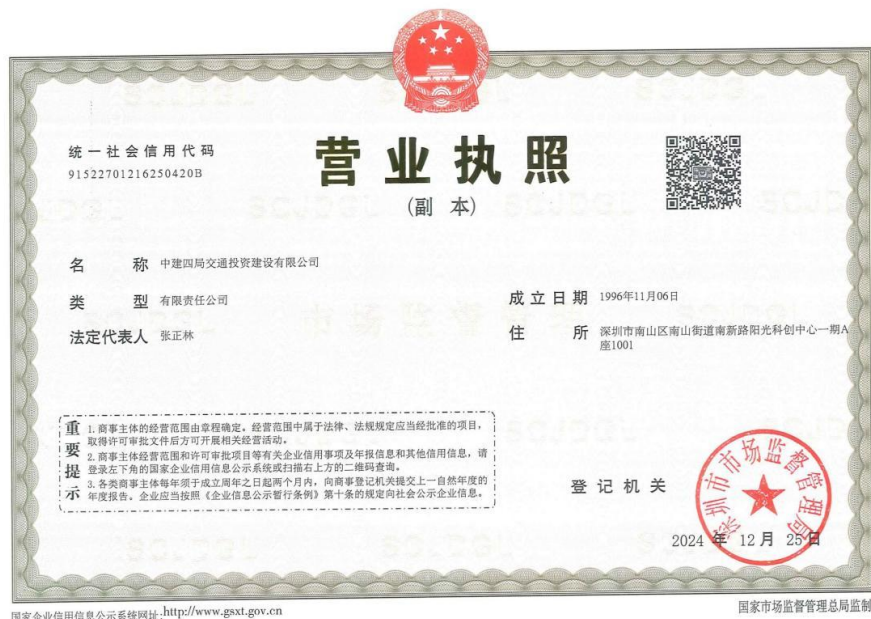 统一社会信用代码
91522701216250420B
营业执照
(副 本)
名 称 中建四局交通投资建设有限公司
类 型 有限责任公司
法定代表人 张正林
成立日期 1996年11月06日
住 所 深圳市南山区南山街道南新路阳光科创中心一期A
座1001
重要提示
1. 商事主体的经营范围由章程确定。经营范围中属于法律、法规规定应当经批准的项目，
取得许可审批文件后方可开展相关经营活动。
2. 商事主体经营范围和许可审批项目等有关企业信用事项及年报信息和其他信用信息，请
登录左下角的国家企业信用信息公示系统或扫描右上方的二维码查询。
3. 各类商事主体每年须于成立周年之日起两个月内，向商事登记机关提交上一自然年度的
年度报告。企业应当按照《企业信息公示暂行条例》第十条的规定向社会公示企业信息。
登记机关
深圳市市场监督管理局
2024 年 12 月 25 日
国家企业信用信息公示系统网址:http://www.gsxt.gov.cn
国家市场监督管理总局监制